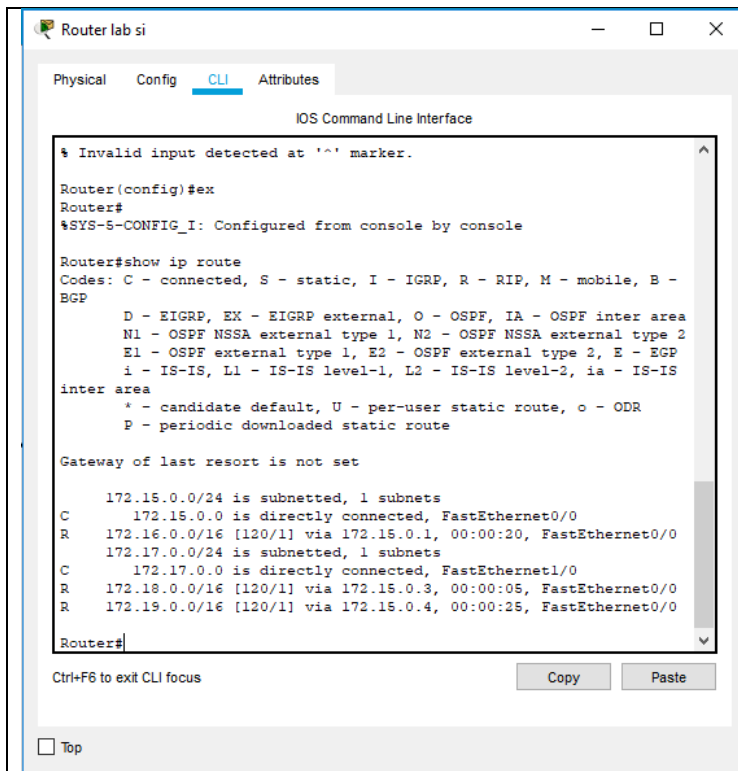 Router lab si
Physical Config CLI Attributes
IOS Command Line Interface
% Invalid input detected at '^' marker.
Router(config)#ex
Router#
%SYS-5-CONFIG_I: Configured from console by console
Router#show ip route
Codes: C - connected, S - static, I - IGRP, R - RIP, M - mobile, B -
BGP
D - EIGRP, EX - EIGRP external, O - OSPF, IA - OSPF inter area
N1 - OSPF NSSA external type 1, N2 - OSPF NSSA external type 2
E1 - OSPF external type 1, E2 - OSPF external type 2, E - EGP
i - IS-IS, L1 - IS-IS level-1, L2 - IS-IS level-2, ia - IS-IS
inter area
* - candidate default, U - per-user static route, o - ODR
P - periodic downloaded static route
Gateway of last resort is not set
172.15.0.0/24 is subnetted, 1 subnets
C 172.15.0.0 is directly connected, FastEthernet0/0
R 172.16.0.0/16 [120/1] via 172.15.0.1, 00:00:20, FastEthernet0/0
172.17.0.0/24 is subnetted, 1 subnets
C 172.17.0.0 is directly connected, FastEthernet1/0
R 172.18.0.0/16 [120/1] via 172.15.0.3, 00:00:05, FastEthernet0/0
R 172.19.0.0/16 [120/1] via 172.15.0.4, 00:00:25, FastEthernet0/0
Router#
Ctrl+F6 to exit CLI focus Copy Paste
Top